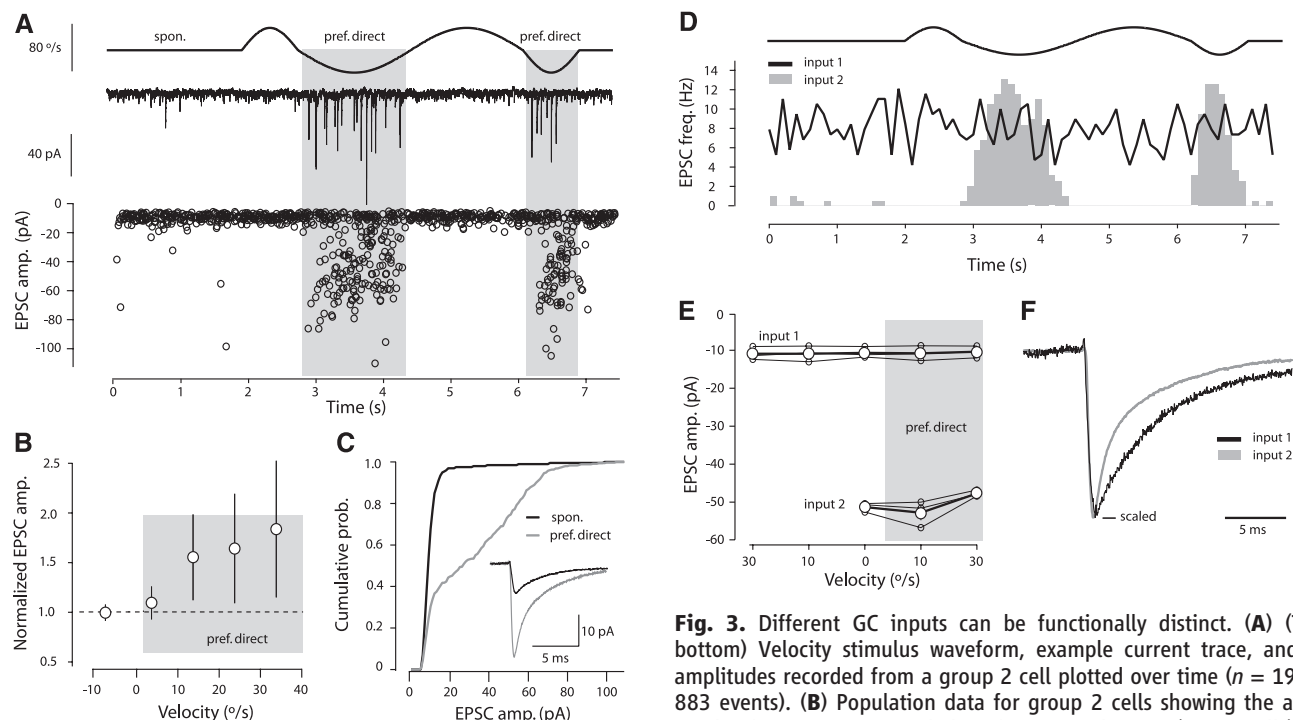 A
spon.
pref. direct
pref. direct
80 º/s
40 pA
EPSC amp. (pA)
0
-20
-40
-60
-80
-100
0 1 2 3 4 5 6 7
Time (s)
B
Normalized EPSC amp.
2.5
2.0
1.5
1.0
0.5
pref. direct
-10 0 10 20 30 40
Velocity (º/s)
C
Cumulative prob.
1.0
0.8
0.6
0.4
0.2
0
spon.
pref. direct
10 pA
5 ms
0 20 40 60 80 100
EPSC amp. (pA)
D
input 1
input 2
EPSC freq. (Hz)
14
12
10
8
6
4
2
0
0 1 2 3 4 5 6 7
Time (s)
E
EPSC amp. (pA)
0
-10
-20
-30
-40
-50
-60
input 1
pref. direct
input 2
30 10 0 10 30
Velocity (º/s)
F
input 1
input 2
scaled
5 ms
Fig. 3. Different GC inputs can be functionally distinct. (A) (
bottom) Velocity stimulus waveform, example current trace, and
amplitudes recorded from a group 2 cell plotted over time (n = 19
883 events). (B) Population data for group 2 cells showing the a